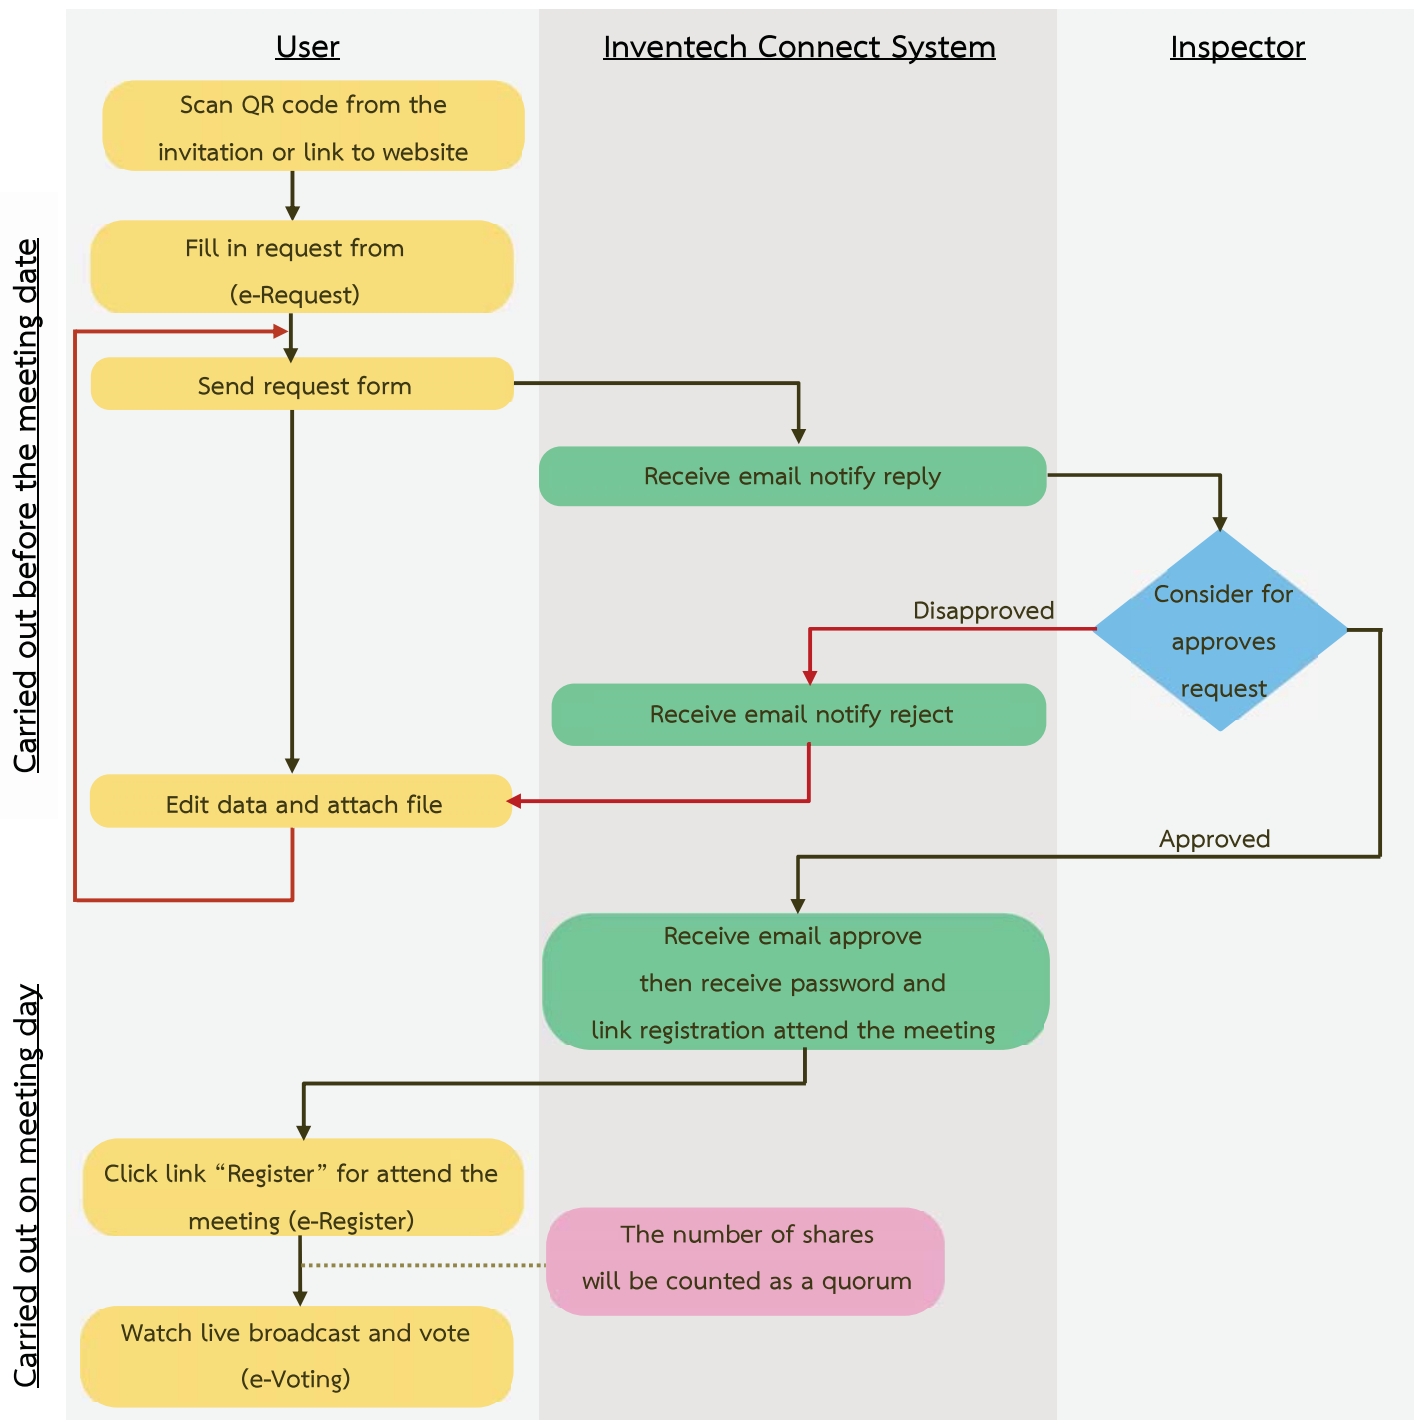 User
Inventech Connect System
Inspector
Carried out before the meeting date
Scan QR code from the
invitation or link to website
Fill in request from
(e-Request)
Send request form
Receive email notify reply
Consider for
approves
request
Disapproved
Receive email notify reject
Edit data and attach file
Approved
Receive email approve
then receive password and
link registration attend the meeting
Carried out on meeting day
Click link “Register” for attend the
meeting (e-Register)
The number of shares
will be counted as a quorum
Watch live broadcast and vote
(e-Voting)